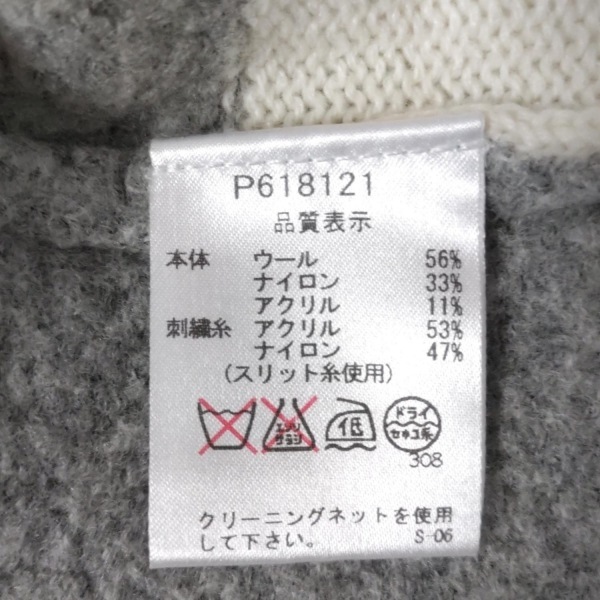 P618121
品質表示
本体 ウール 56%
ナイロン 33%
アクリル 11%
刺繍糸 アクリル 53%
ナイロン 47%
(スリット糸使用)
エンソ サラシ 低 ドライ セキユ系
308
クリーニングネットを使用
して下さい。 S-06